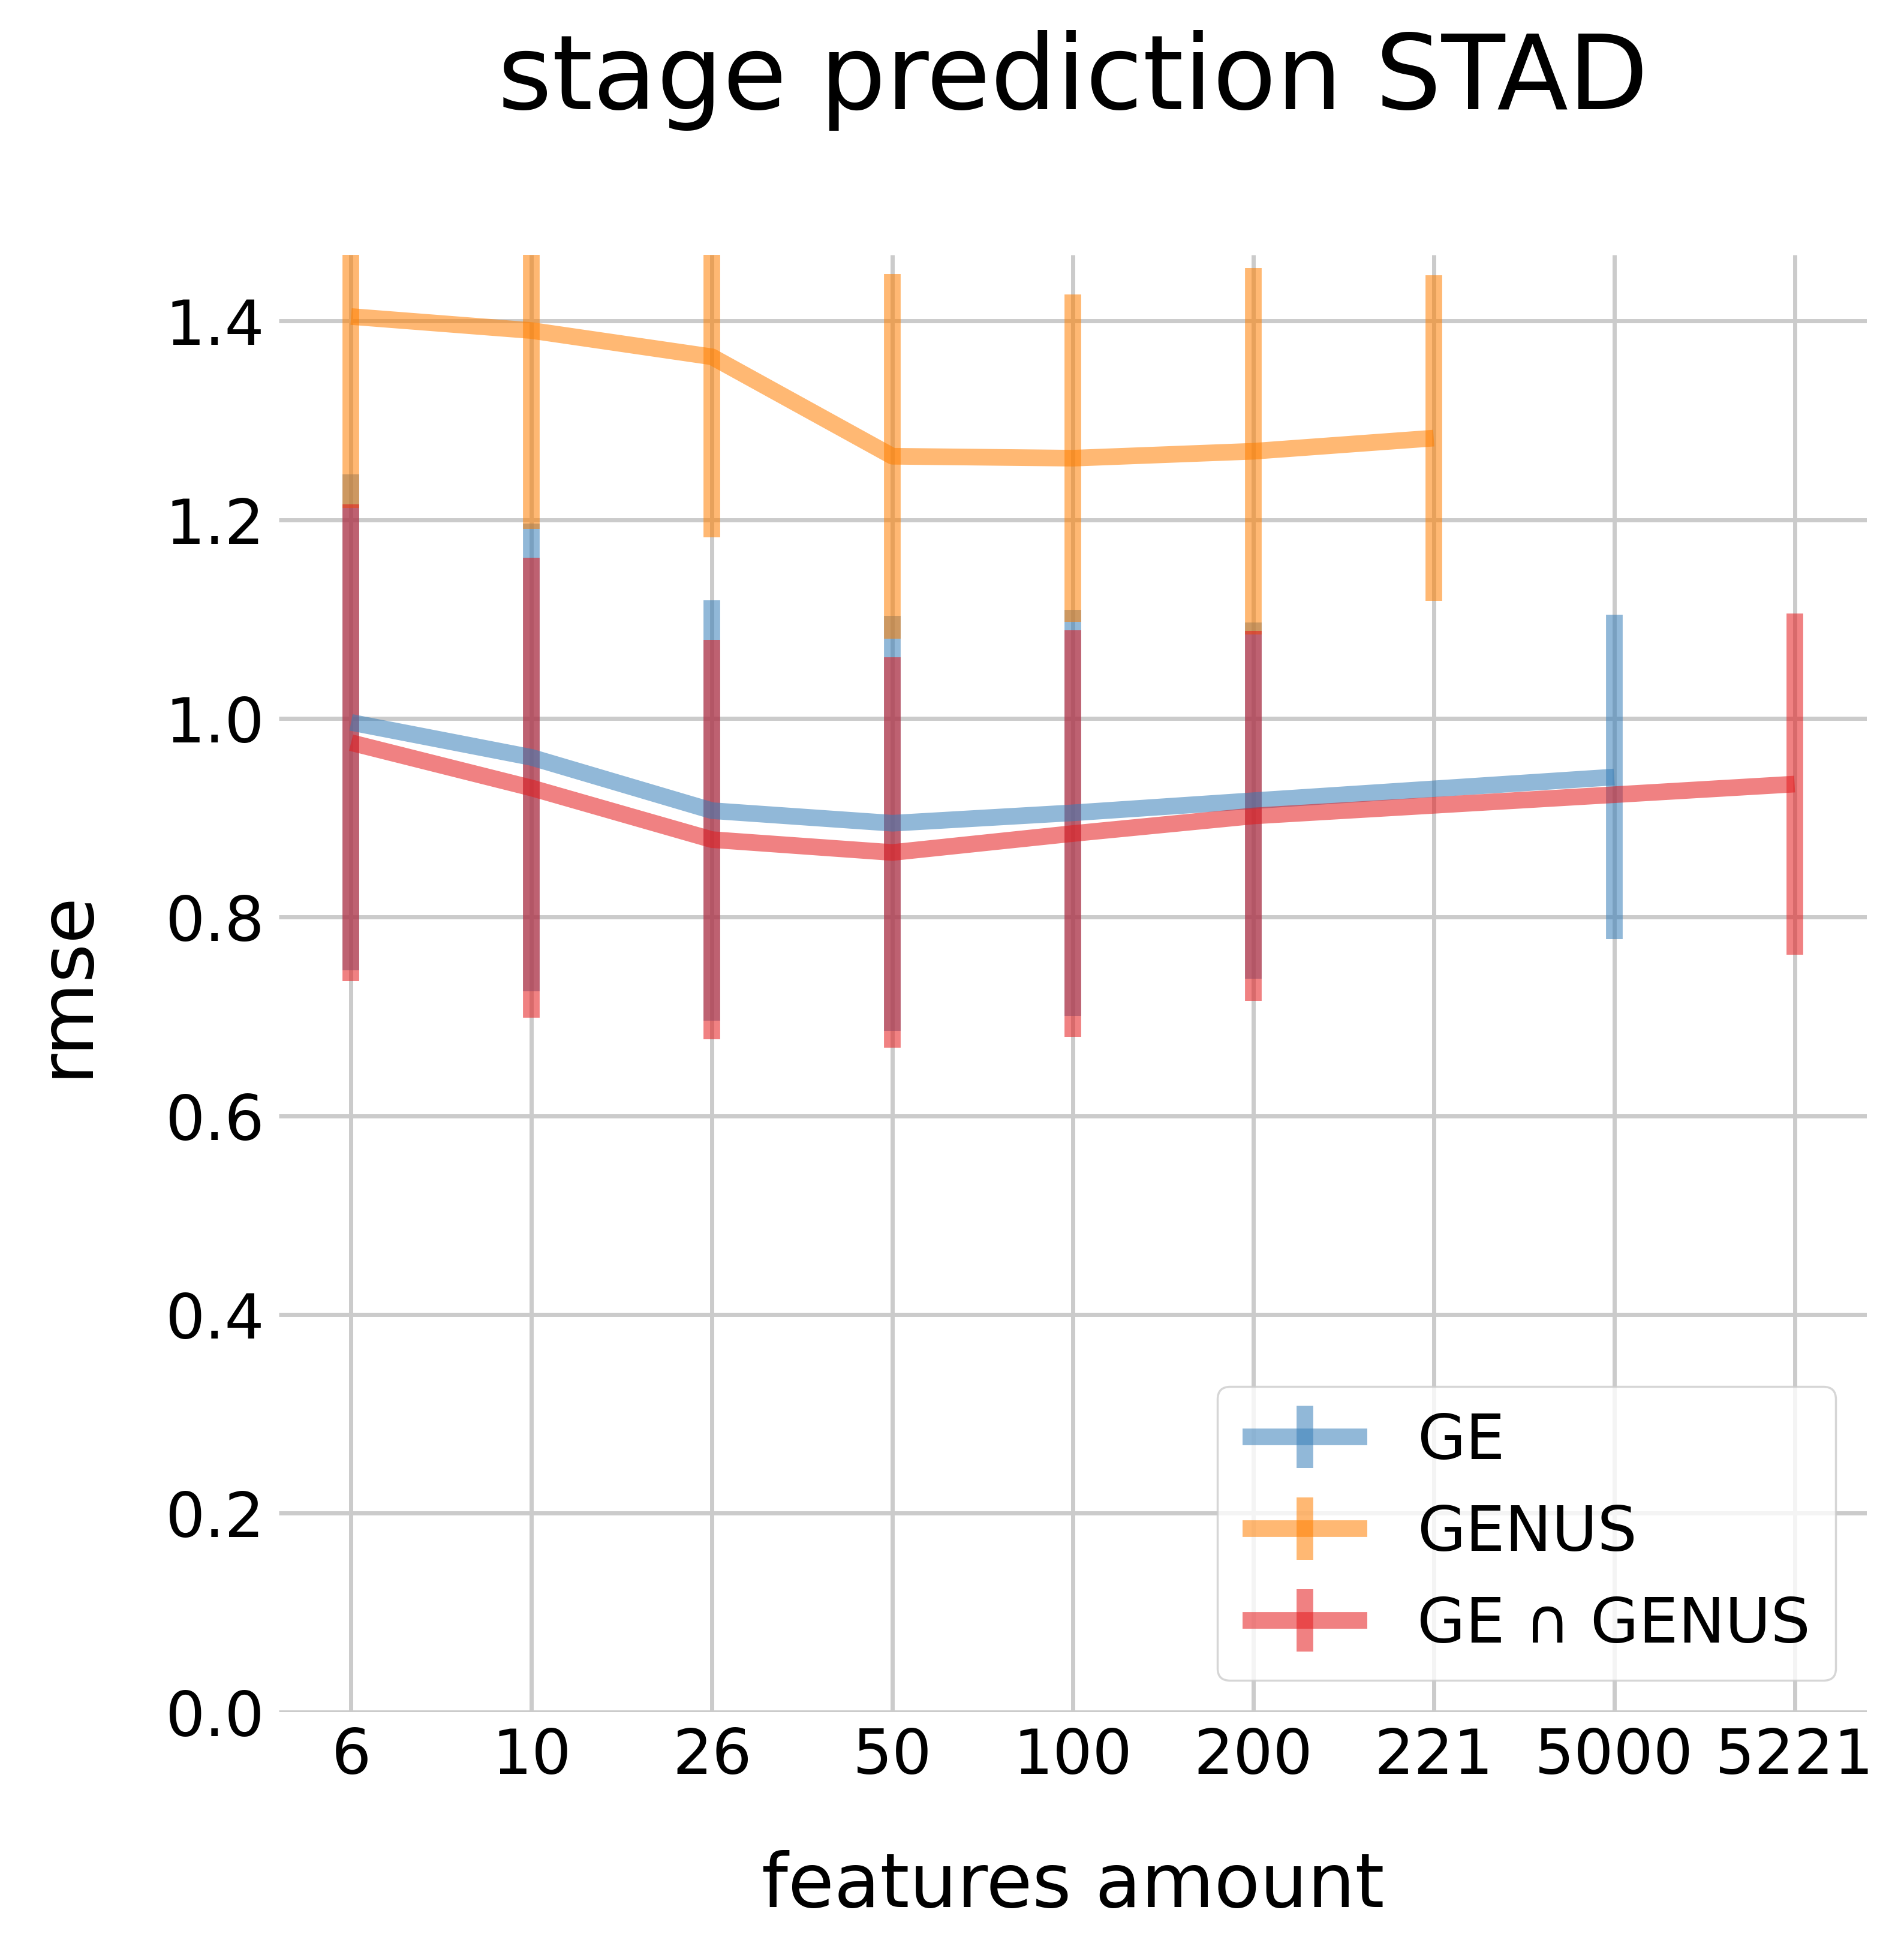 stage prediction STAD
1.4
1.2
1.0
0.8
0.6
0.4
0.2
0.0
rmse
GE
GENUS
GE ∩ GENUS
6 10 26 50 100 200 221 5000 5221
features amount